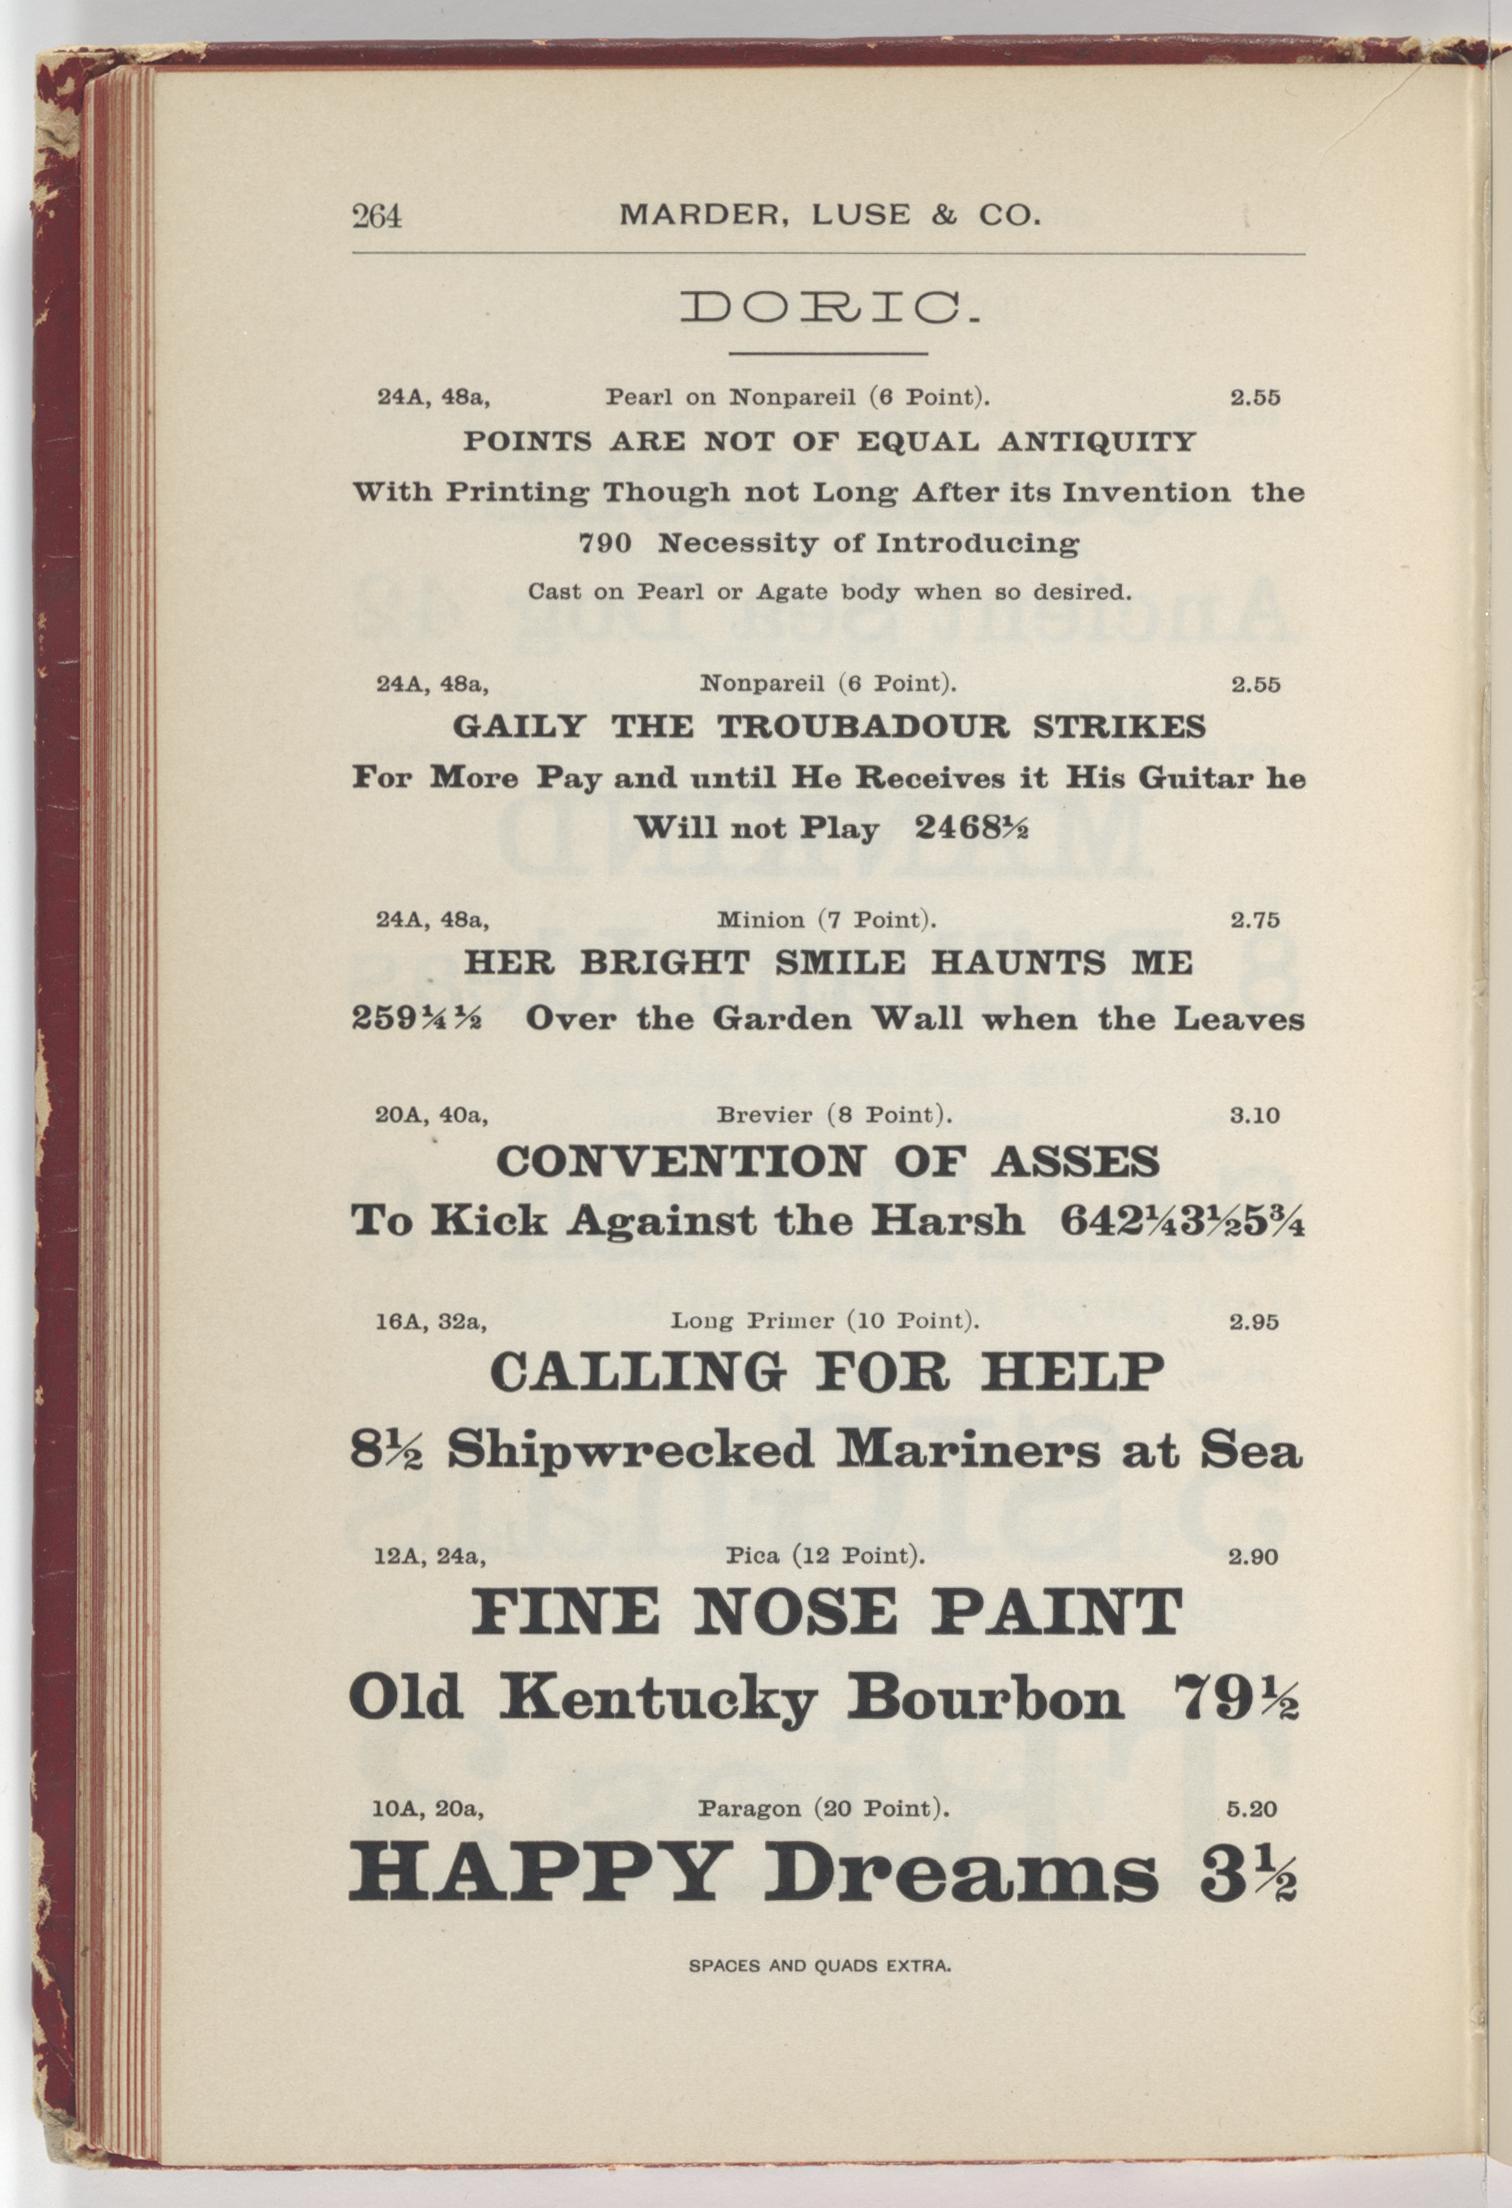 264 MARDER, LUSE & CO.
DORIC.
24A, 48a, Pearl on Nonpareil (6 Point). 2.55
POINTS ARE NOT OF EQUAL ANTIQUITY
With Printing Though not Long After its Invention the
790 Necessity of Introducing
Cast on Pearl or Agate body when so desired.
24A, 48a, Nonpareil (6 Point). 2.55
GAILY THE TROUBADOUR STRIKES
For More Pay and until He Receives it His Guitar he
Will not Play 2468½
24A, 48a, Minion (7 Point). 2.75
HER BRIGHT SMILE HAUNTS ME
259¼½ Over the Garden Wall when the Leaves
20A, 40a, Brevier (8 Point). 3.10
CONVENTION OF ASSES
To Kick Against the Harsh 642¼3½5¾
16A, 32a, Long Primer (10 Point). 2.95
CALLING FOR HELP
8½ Shipwrecked Mariners at Sea
12A, 24a, Pica (12 Point). 2.90
FINE NOSE PAINT
Old Kentucky Bourbon 79½
10A, 20a, Paragon (20 Point). 5.20
HAPPY Dreams 3½
SPACES AND QUADS EXTRA.